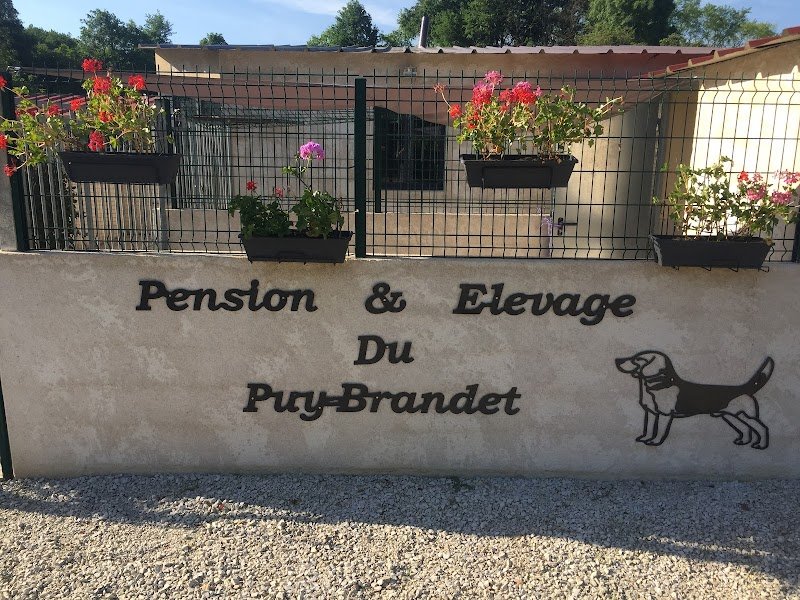 Pension & Elevage
Du
Puy-Brandet